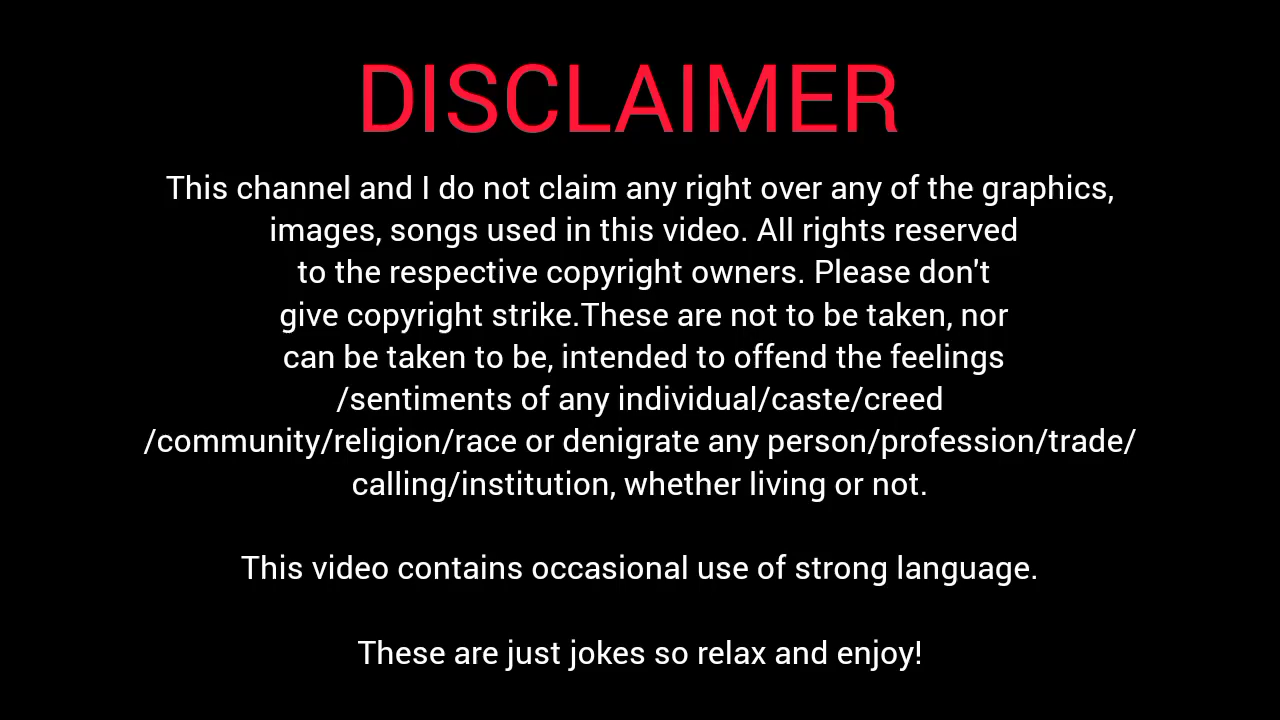 DISCLAIMER
This channel and I do not claim any right over any of the graphics,
images, songs used in this video. All rights reserved
to the respective copyright owners. Please don't
give copyright strike.These are not to be taken, nor
can be taken to be, intended to offend the feelings
/sentiments of any individual/caste/creed
/community/religion/race or denigrate any person/profession/trade/
calling/institution, whether living or not.
This video contains occasional use of strong language.
These are just jokes so relax and enjoy!